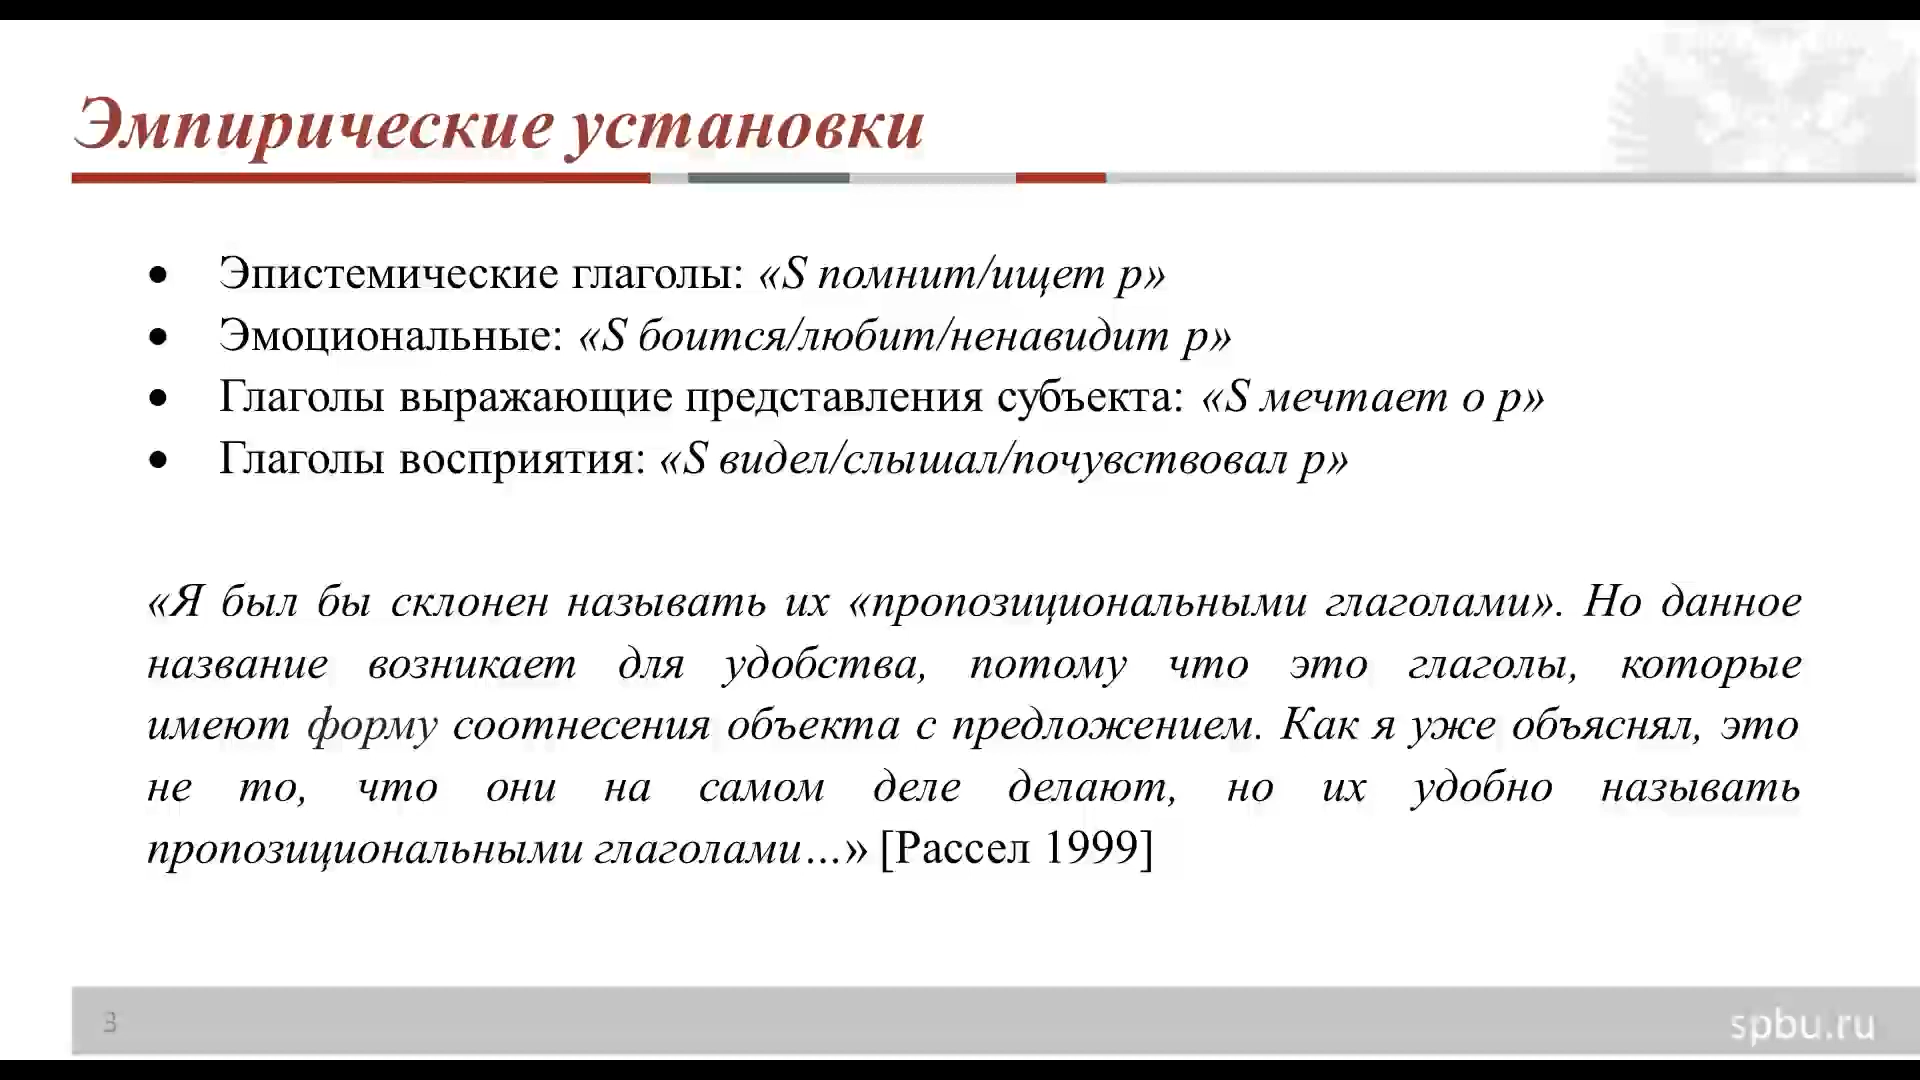 Эмпирические установки
• Эпистемические глаголы: «S помнит/ищет p»
• Эмоциональные: «S боится/любит/ненавидит p»
• Глаголы выражающие представления субъекта: «S мечтает о p»
• Глаголы восприятия: «S видел/слышал/почувствовал p»
«Я был бы склонен называть их «пропозициональными глаголами». Но данное
название возникает для удобства, потому что это глаголы, которые
имеют форму соотнесения объекта с предложением. Как я уже объяснял, это
не то, что они на самом деле делают, но их удобно называть
пропозициональными глаголами…» [Рассел 1999]
3
spbu.ru